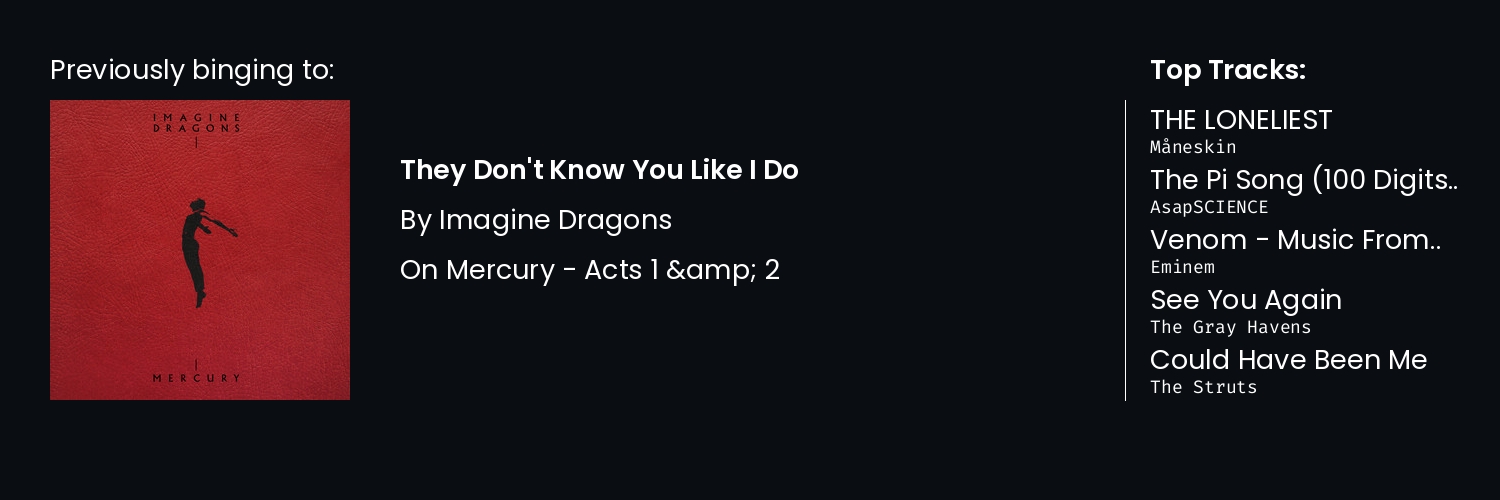 Previously binging to:
IMAGINE
DRAGONS
MERCURY
They Don't Know You Like I Do
By Imagine Dragons
On Mercury - Acts 1 &amp; 2
Top Tracks:
THE LONELIEST
Måneskin
The Pi Song (100 Digits..
AsapSCIENCE
Venom - Music From..
Eminem
See You Again
The Gray Havens
Could Have Been Me
The Struts